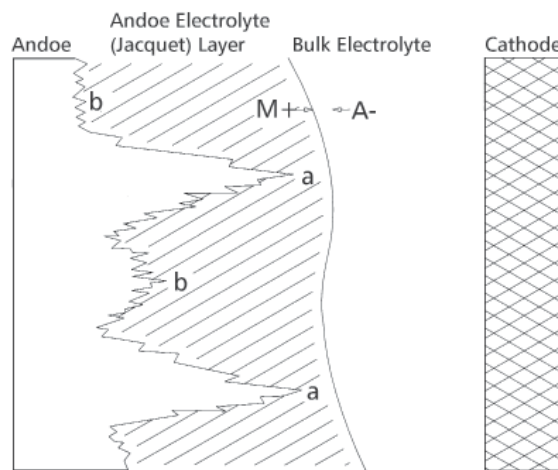 Andoe Electrolyte
Andoe (Jacquet) Layer Bulk Electrolyte Cathode
b
M+ A-
a
b
a